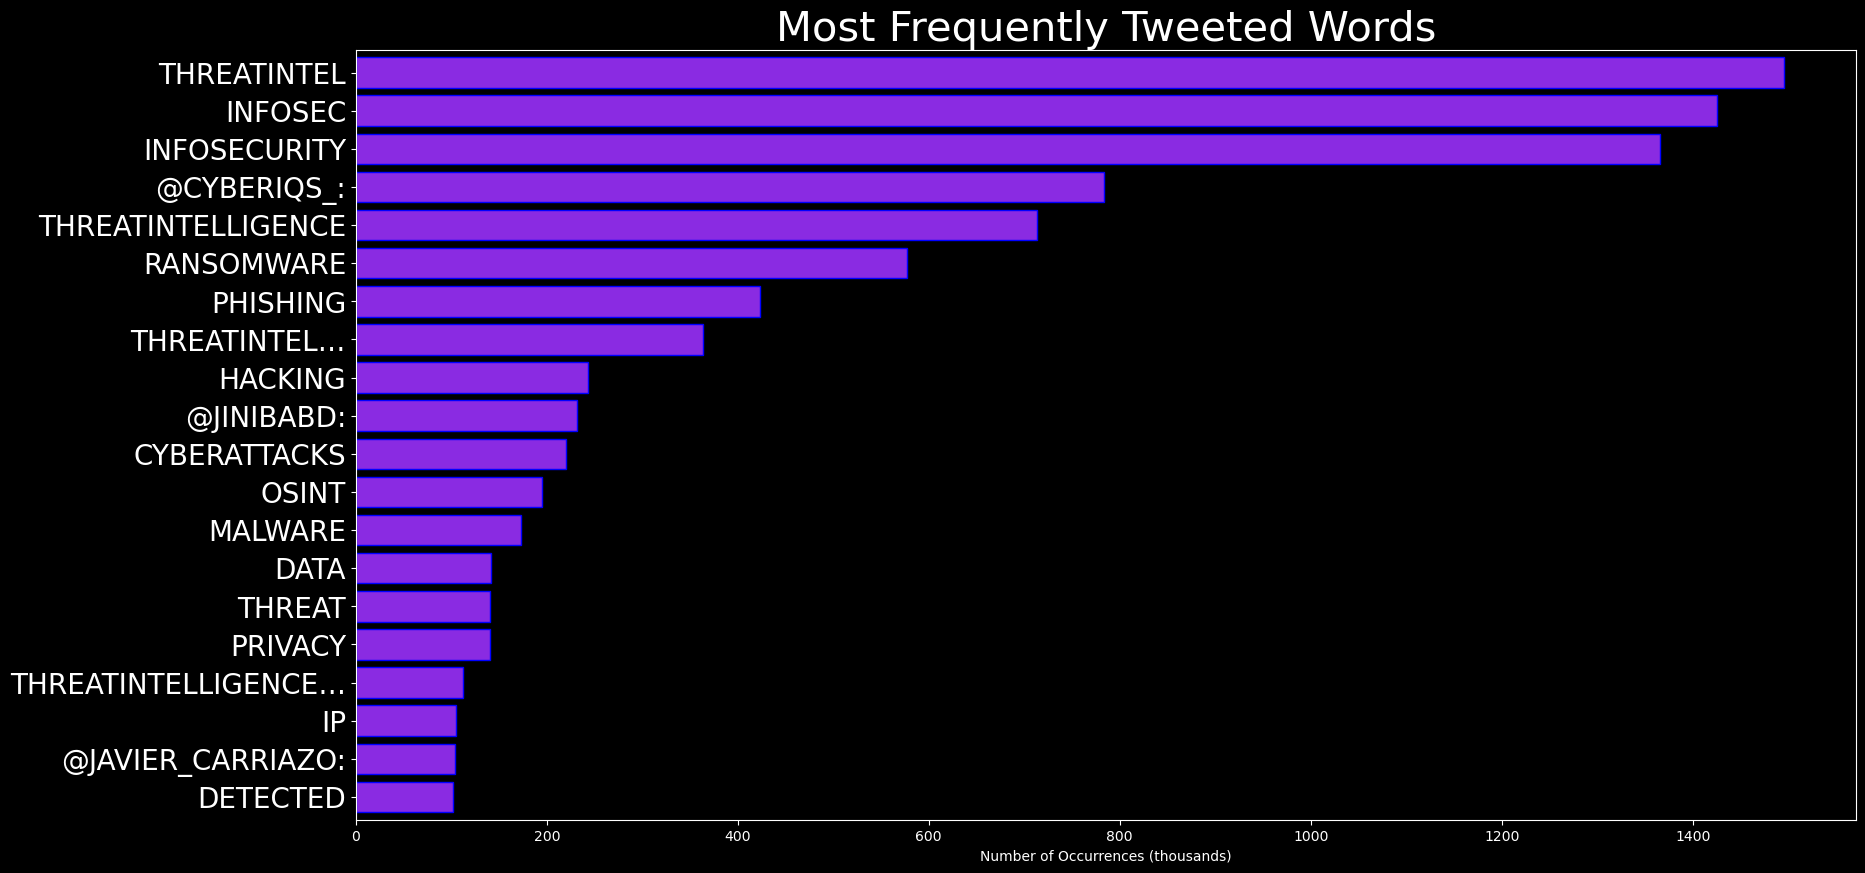 Most Frequently Tweeted Words
THREATINTEL
INFOSEC
INFOSECURITY
@CYBERIQS_:
THREATINTELLIGENCE
RANSOMWARE
PHISHING
THREATINTEL…
HACKING
@JINIBABD:
CYBERATTACKS
OSINT
MALWARE
DATA
THREAT
PRIVACY
THREATINTELLIGENCE…
IP
@JAVIER_CARRIAZO:
DETECTED
0 200 400 600 800 1000 1200 1400
Number of Occurrences (thousands)